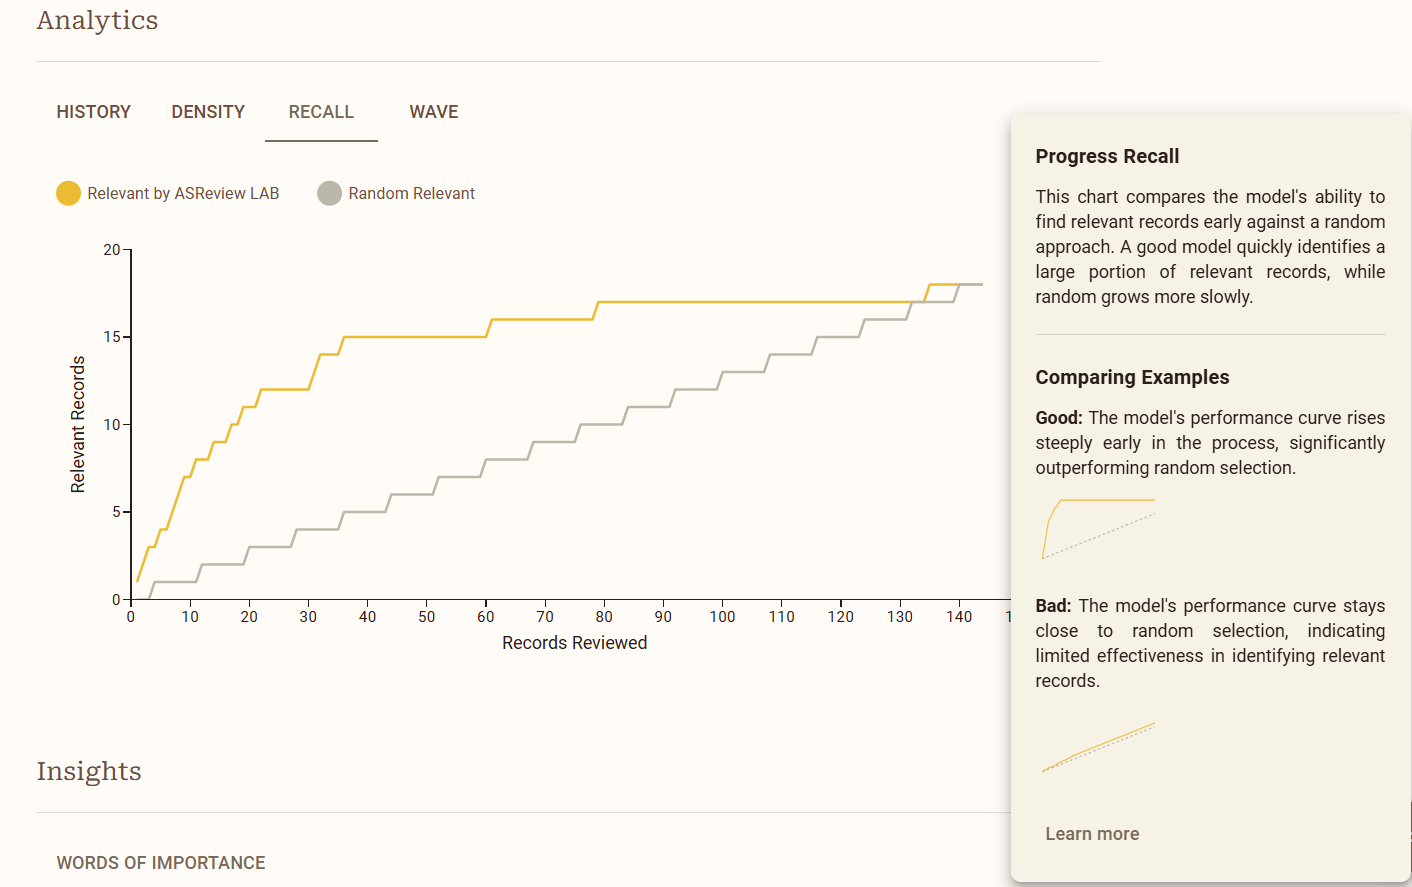 Analytics
HISTORY DENSITY RECALL WAVE
Relevant by ASReview LAB Random Relevant
20
15
10
5
0
Relevant Records
0 10 20 30 40 50 60 70 80 90 100 110 120 130 140
Records Reviewed
Insights
WORDS OF IMPORTANCE
Progress Recall
This chart compares the model's ability to
find relevant records early against a random
approach. A good model quickly identifies a
large portion of relevant records, while
random grows more slowly.
Comparing Examples
Good: The model's performance curve rises
steeply early in the process, significantly
outperforming random selection.
Bad: The model's performance curve stays
close to random selection, indicating
limited effectiveness in identifying relevant
records.
Learn more